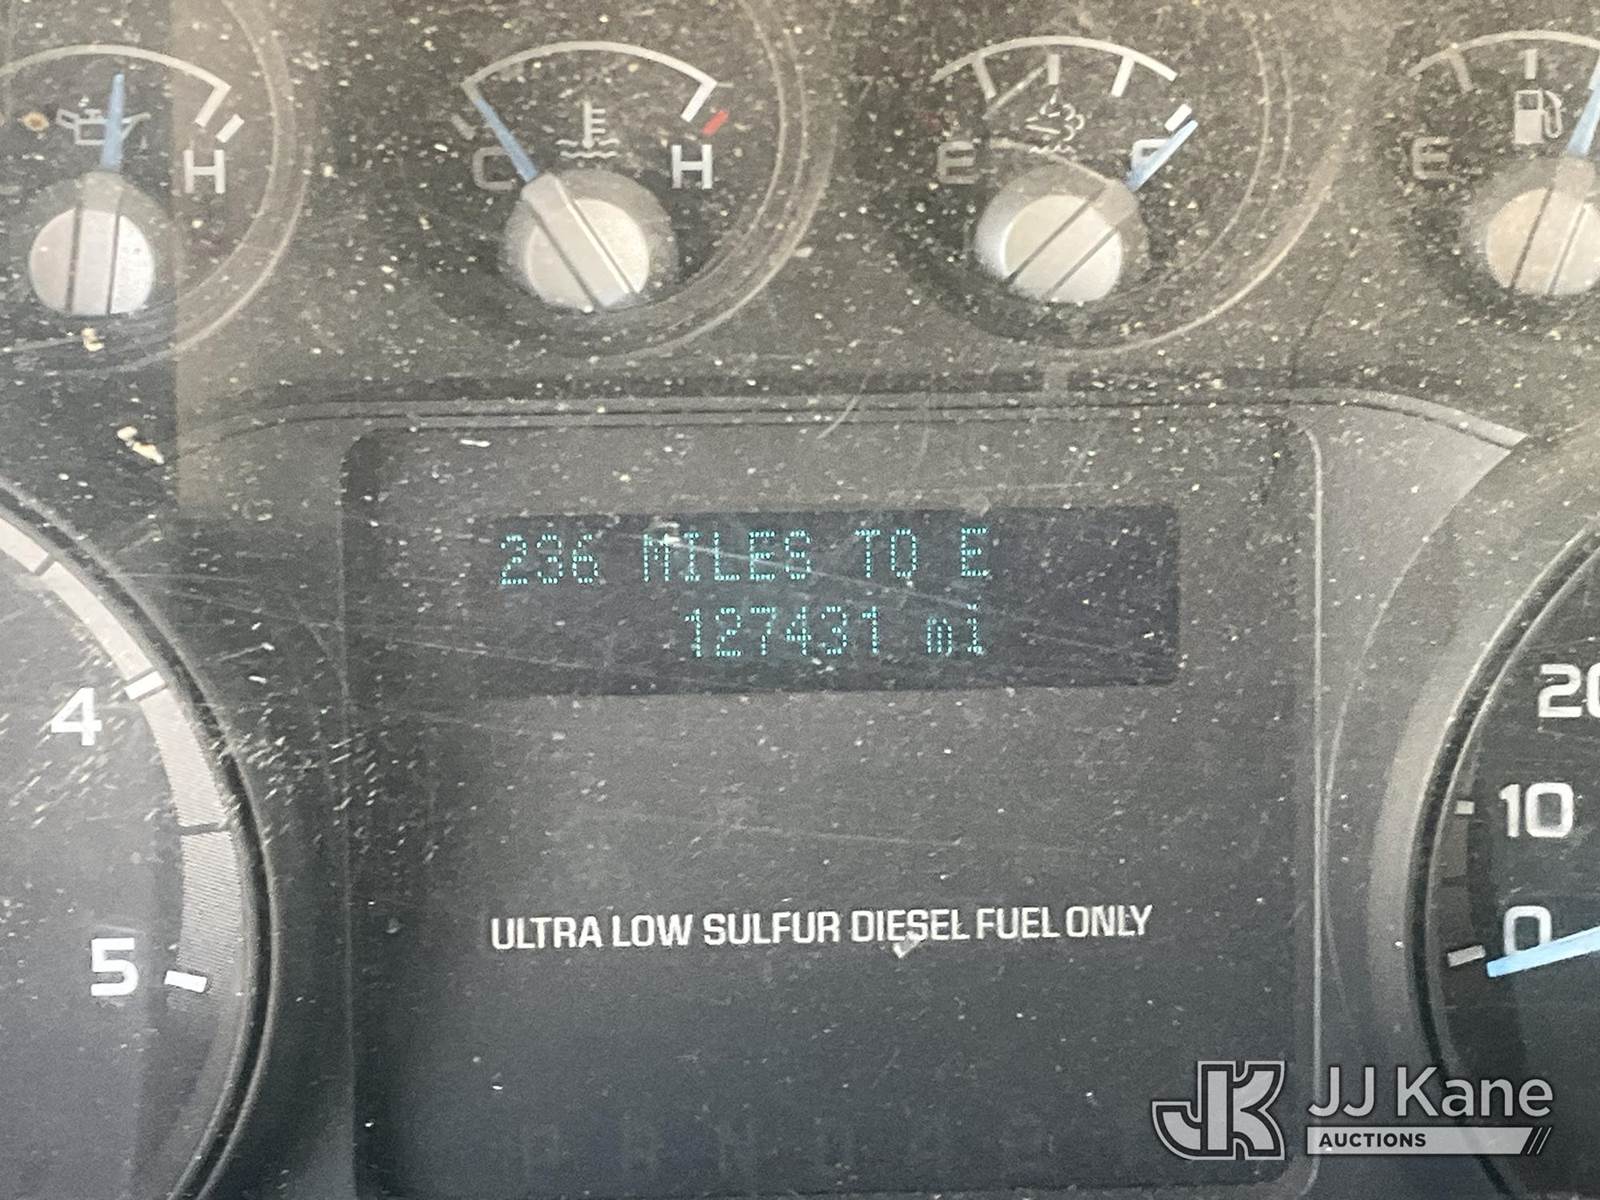 H
C H
E F
E
236 MILES TO E
127431 mi
4
5
20
10
0
ULTRA LOW SULFUR DIESEL FUEL ONLY
JK JJ Kane
AUCTIONS